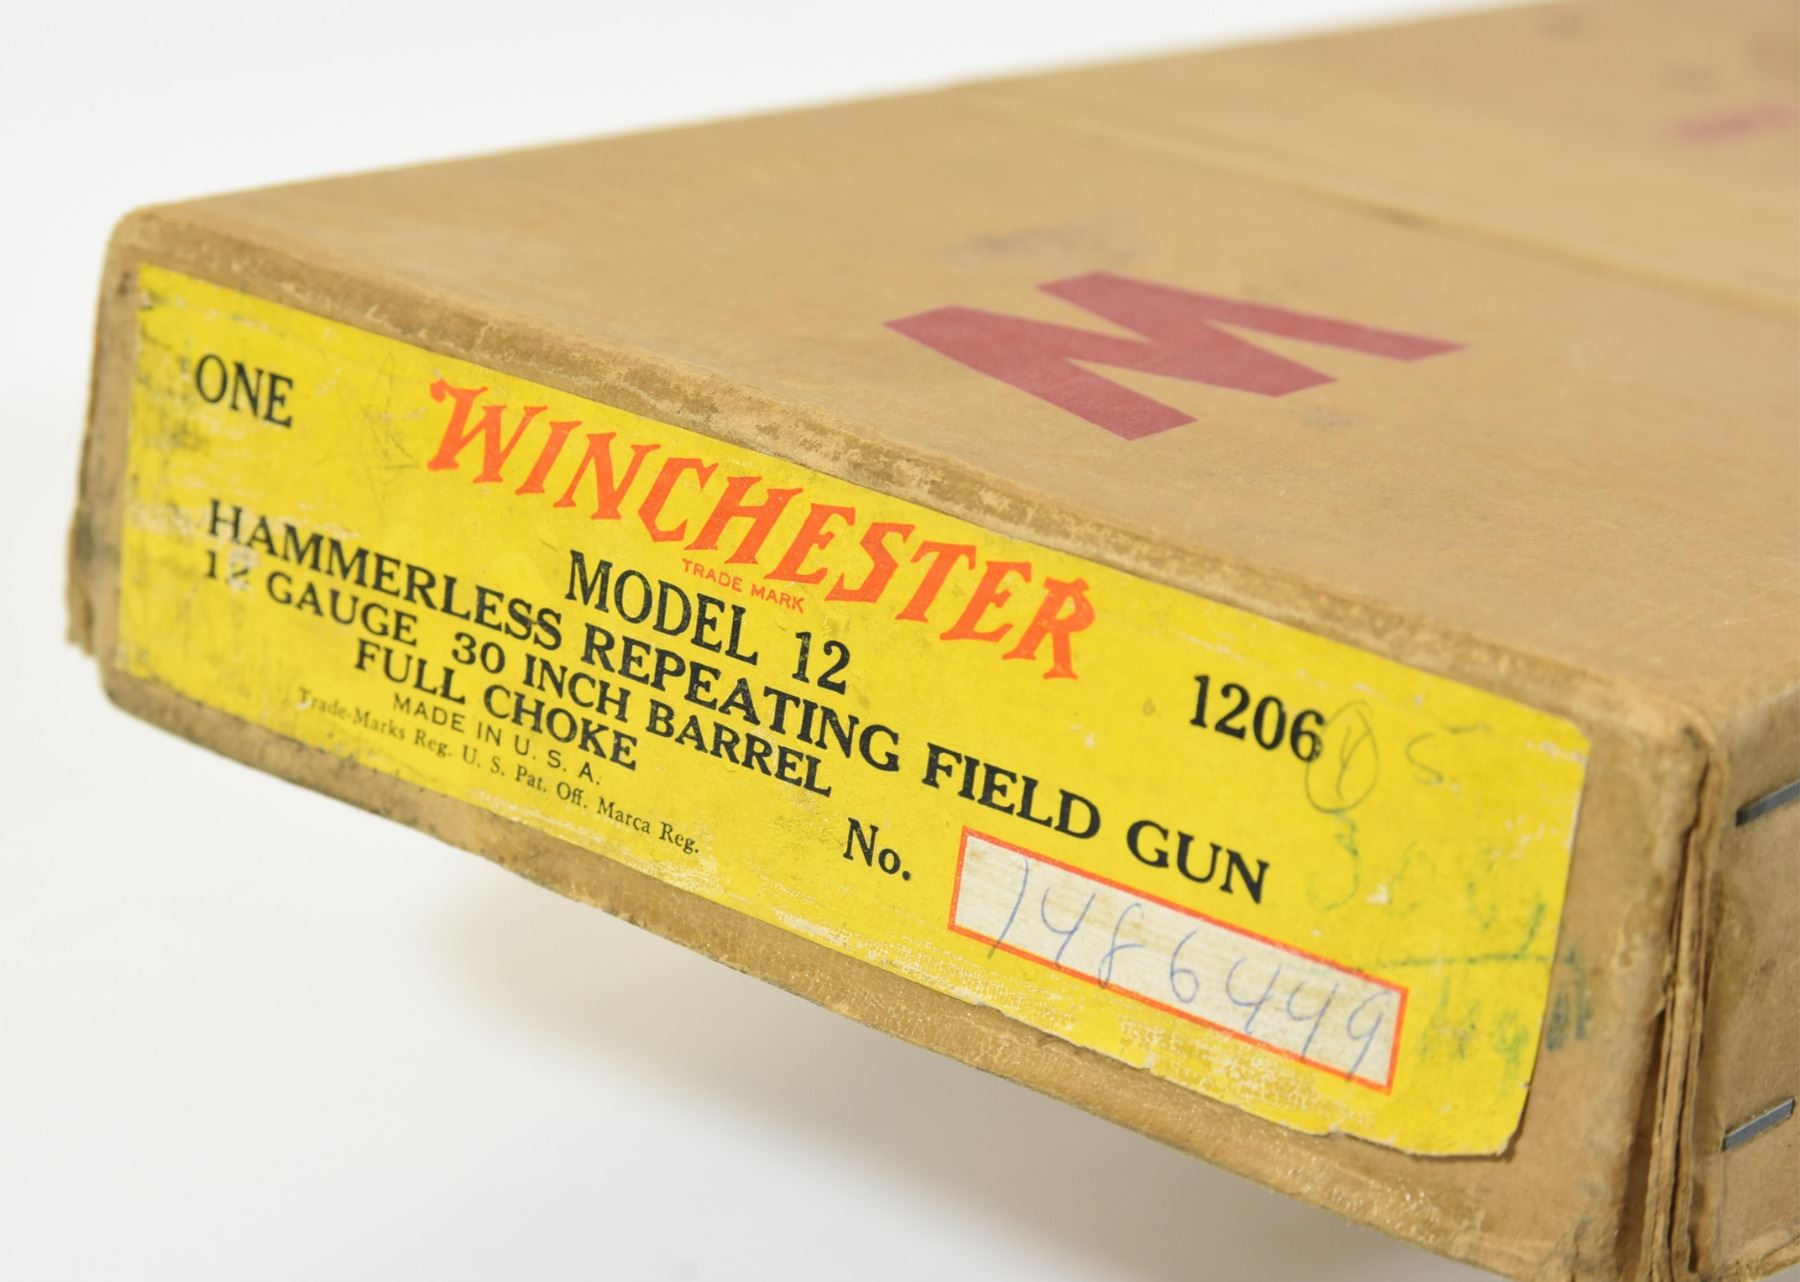 ONE
WINCHESTER
TRADE MARK
1206
MODEL 12
HAMMERLESS REPEATING FIELD GUN
12 GAUGE 30 INCH BARREL
FULL CHOKE
MADE IN U. S. A.
Trade-Marks Reg. U. S. Pat. Off. Marca Reg.
No.
1486449
W